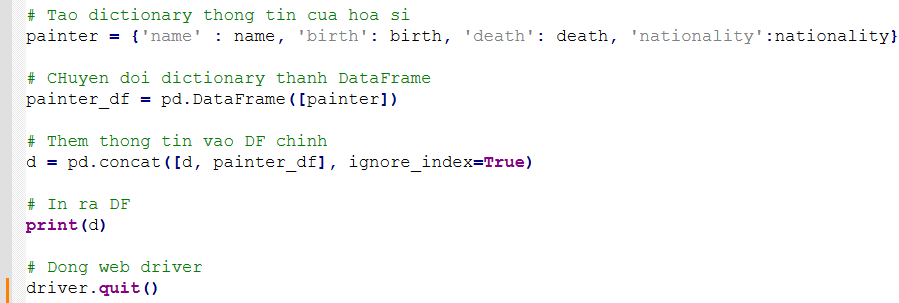 # Tao dictionary thong tin cua hoa si
painter = {'name' : name, 'birth': birth, 'death': death, 'nationality':nationality}
# CHuyen doi dictionary thanh DataFrame
painter_df = pd.DataFrame([painter])
# Them thong tin vao DF chinh
d = pd.concat([d, painter_df], ignore_index=True)
# In ra DF
print(d)
# Dong web driver
driver.quit()